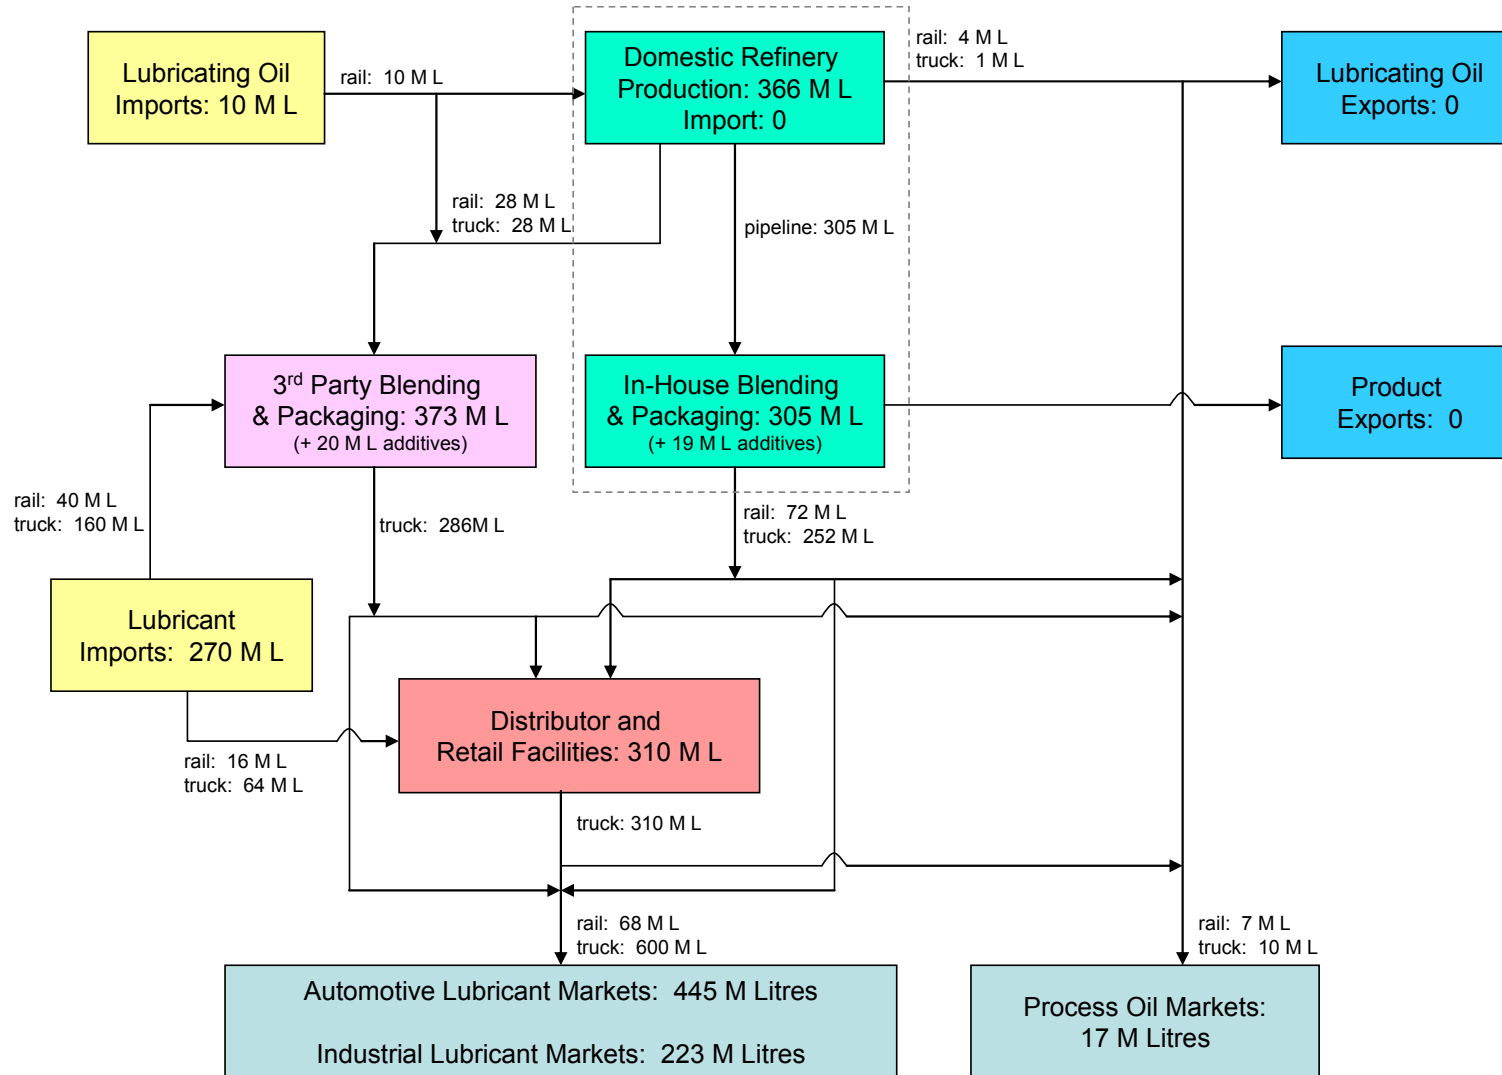 Lubricating Oil
Imports: 10 M L
rail:  10 M L
Domestic Refinery
Production: 366 M L
Import: 0
rail:  4 M L
truck:  1 M L
Lubricating Oil
Exports: 0
rail:  28 M L
truck:  28 M L
pipeline: 305 M L
3rd Party Blending
& Packaging: 373 M L
(+ 20 M L additives)
In-House Blending
& Packaging: 305 M L
(+ 19 M L additives)
Product
Exports:  0
rail:  40 M L
truck:  160 M L
truck:  286M L
rail:  72 M L
truck:  252 M L
Lubricant
Imports:  270 M L
Distributor and
Retail Facilities: 310 M L
rail:  16 M L
truck:  64 M L
truck: 310 M L
rail:  68 M L
truck:  600 M L
rail:  7 M L
truck:  10 M L
Automotive Lubricant Markets:  445 M Litres
Industrial Lubricant Markets:  223 M Litres
Process Oil Markets:
17 M Litres